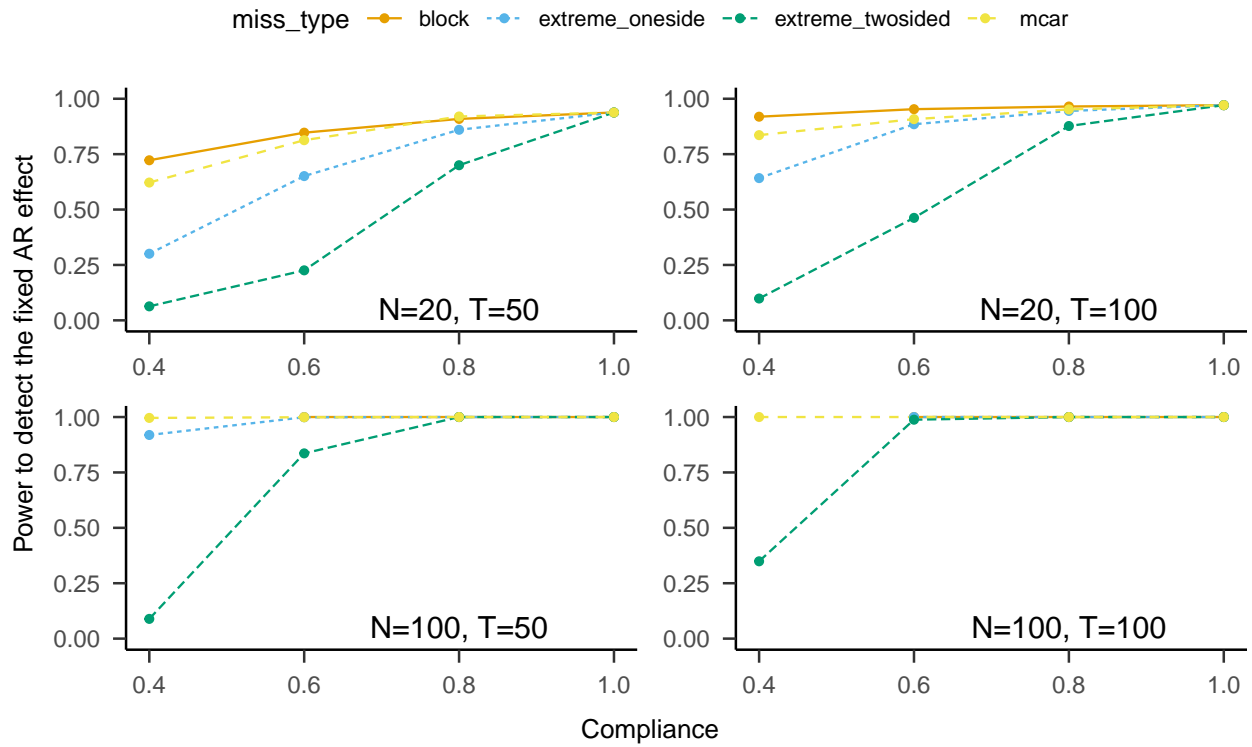 miss_type block extreme_oneside extreme_twosided mcar
Power to detect the fixed AR effect
1.00
0.75
0.50
0.25
0.00
N=20, T=50
0.4 0.6 0.8 1.0
1.00
0.75
0.50
0.25
0.00
N=20, T=100
0.4 0.6 0.8 1.0
1.00
0.75
0.50
0.25
0.00
N=100, T=50
0.4 0.6 0.8 1.0
1.00
0.75
0.50
0.25
0.00
N=100, T=100
0.4 0.6 0.8 1.0
Compliance